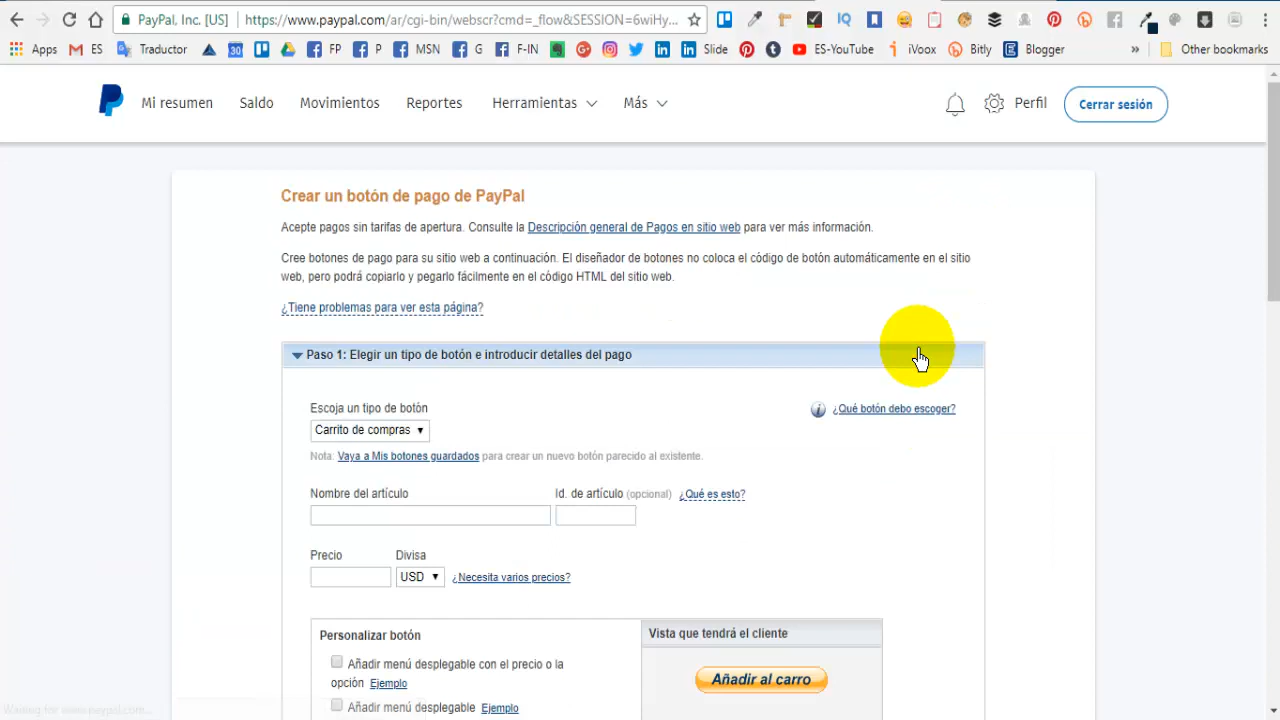 PayPal, Inc. [US] https://www.paypal.com/ar/cgi-bin/webscr?cmd=_flow&SESSION=6wiHy...
Apps ES Traductor FP P MSN G F-IN Slide ES-YouTube iVoox Bitly Blogger » Other bookmarks
Mi resumen Saldo Movimientos Reportes Herramientas Más Perfil Cerrar sesión
Crear un botón de pago de PayPal
Acepte pagos sin tarifas de apertura. Consulte la Descripción general de Pagos en sitio web para ver más información.
Cree botones de pago para su sitio web a continuación. El diseñador de botones no coloca el código de botón automáticamente en el sitio
web, pero podrá copiarlo y pegarlo fácilmente en el código HTML del sitio web.
¿Tiene problemas para ver esta página?
Paso 1: Elegir un tipo de botón e introducir detalles del pago
Escoja un tipo de botón
¿Qué botón debo escoger?
Carrito de compras
Nota: Vaya a Mis botones guardados para crear un nuevo botón parecido al existente.
Nombre del artículo Id. de artículo (opcional) ¿Qué es esto?
Precio Divisa
USD ¿Necesita varios precios?
Personalizar botón Vista que tendrá el cliente
Añadir menú desplegable con el precio o la
opción Ejemplo
Añadir al carro
Añadir menú desplegable Ejemplo
Waiting for www.paypal.com...